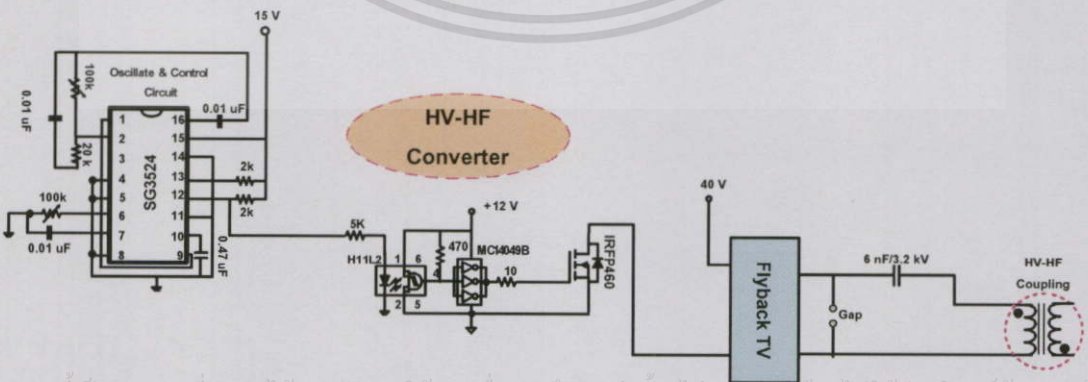 15 V
Oscillate & Control
Circuit
100k
0.01 uF
0.01 uF
20 k
SG3524
1
2
3
4
5
6
7
8
16
15
14
13
12
11
10
9
2k
2k
100k
0.01 uF
0.47 uF
HV-HF
Converter
5K
H11L2
1
6
2
5
4
470
+12 V
MC14049B
10
IRFP460
40 V
Flyback TV
6 nF/3.2 kV
Gap
HV-HF
Coupling